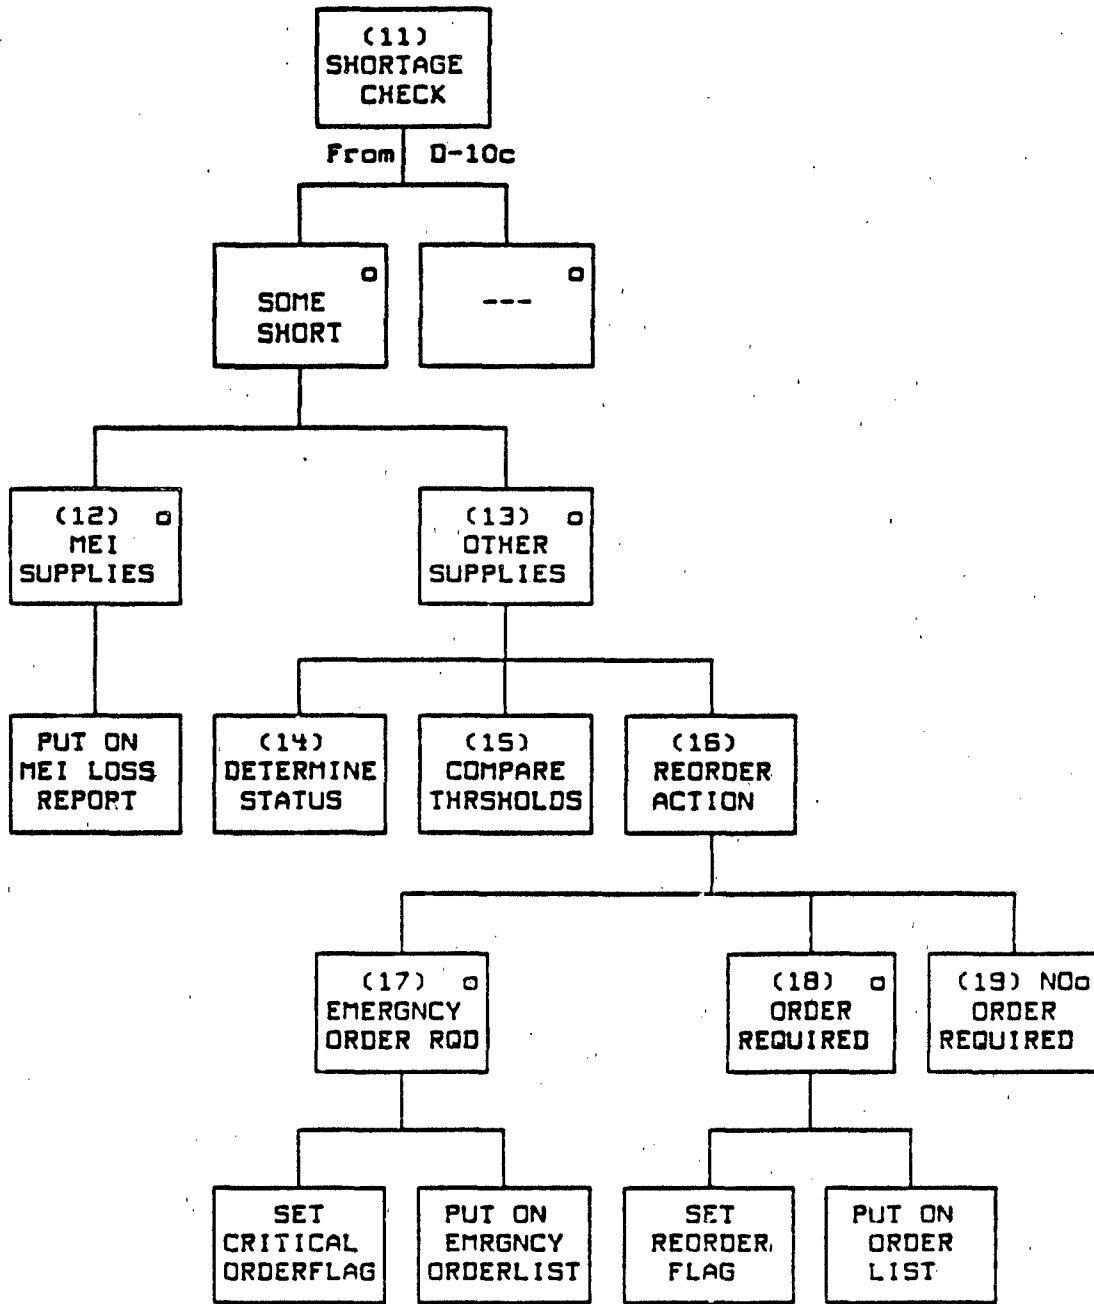 (11)
SHORTAGE
CHECK
From D-10c
SOME
SHORT
---
(12)
MEI
SUPPLIES
(13)
OTHER
SUPPLIES
PUT ON
MEI LOSS
REPORT
(14)
DETERMINE
STATUS
(15)
COMPARE
THRSHOLDS
(16)
REORDER
ACTION
(17)
EMERGNCY
ORDER RQD
(18)
ORDER
REQUIRED
(19) NO
ORDER
REQUIRED
SET
CRITICAL
ORDERFLAG
PUT ON
EMRGNCY
ORDERLIST
SET
REORDER
FLAG
PUT ON
ORDER
LIST